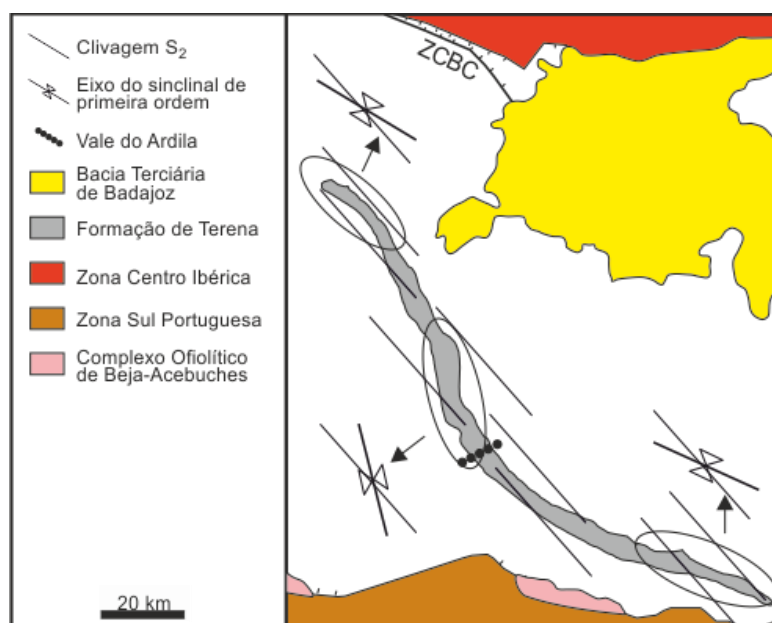 Clivagem S₂
Eixo do sinclinal de
primeira ordem
Vale do Ardila
Bacia Terciária
de Badajoz
Formação de Terena
Zona Centro Ibérica
Zona Sul Portuguesa
Complexo Ofiolítico
de Beja-Acebuches
20 km
ZCBC